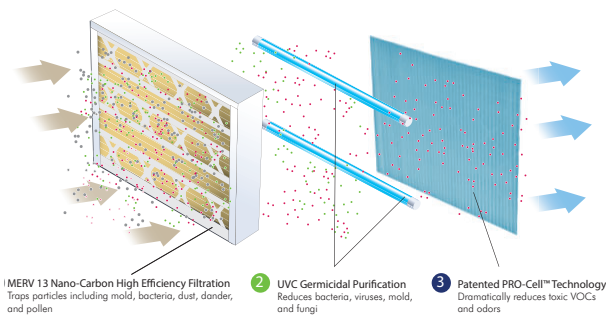 MERV 13 Nano-Carbon High Efficiency Filtration
Traps particles including mold, bacteria, dust, dander,
and pollen
2 UVC Germicidal Purification
Reduces bacteria, viruses, mold,
and fungi
3 Patented PRO-Cell™ Technology
Dramatically reduces toxic VOCs
and odors